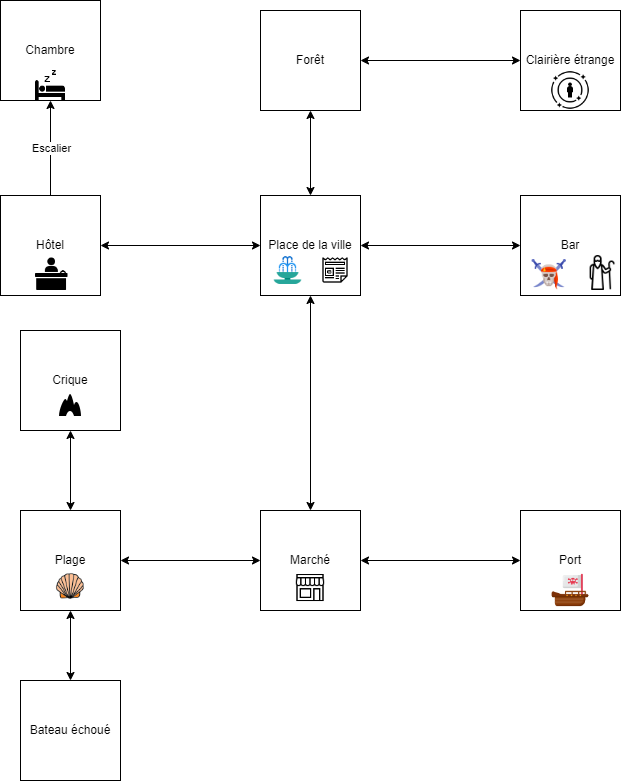 Chambre
Forêt
Clairière étrange
z z
Escalier
Hôtel
Place de la ville
Bar
Crique
Plage
Marché
Port
Bateau échoué